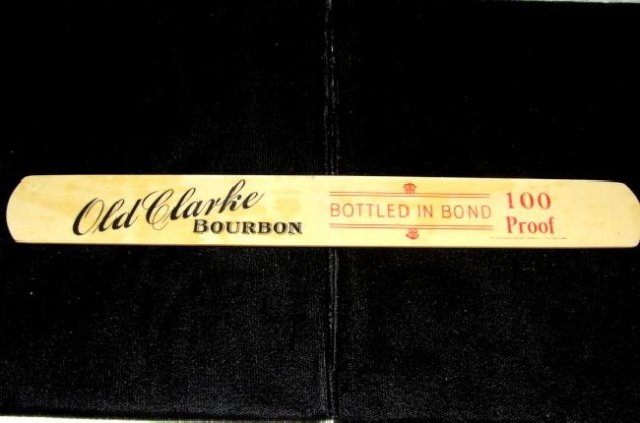 Old Clarke
BOURBON
BOTTLED IN BOND
100
Proof